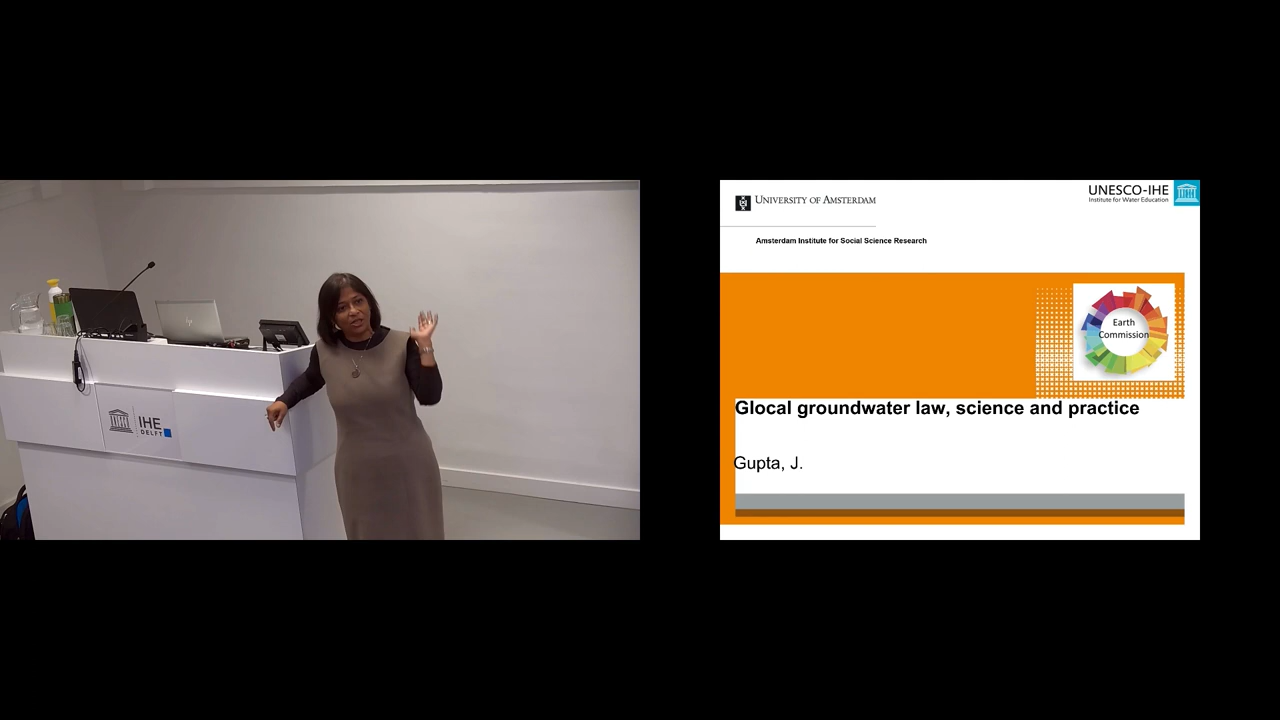 hp
IHE
DELFT
UNIVERSITY OF AMSTERDAM
UNESCO-IHE
Institute for Water Education
Amsterdam Institute for Social Science Research
Earth
Commission
Glocal groundwater law, science and practice
Gupta, J.